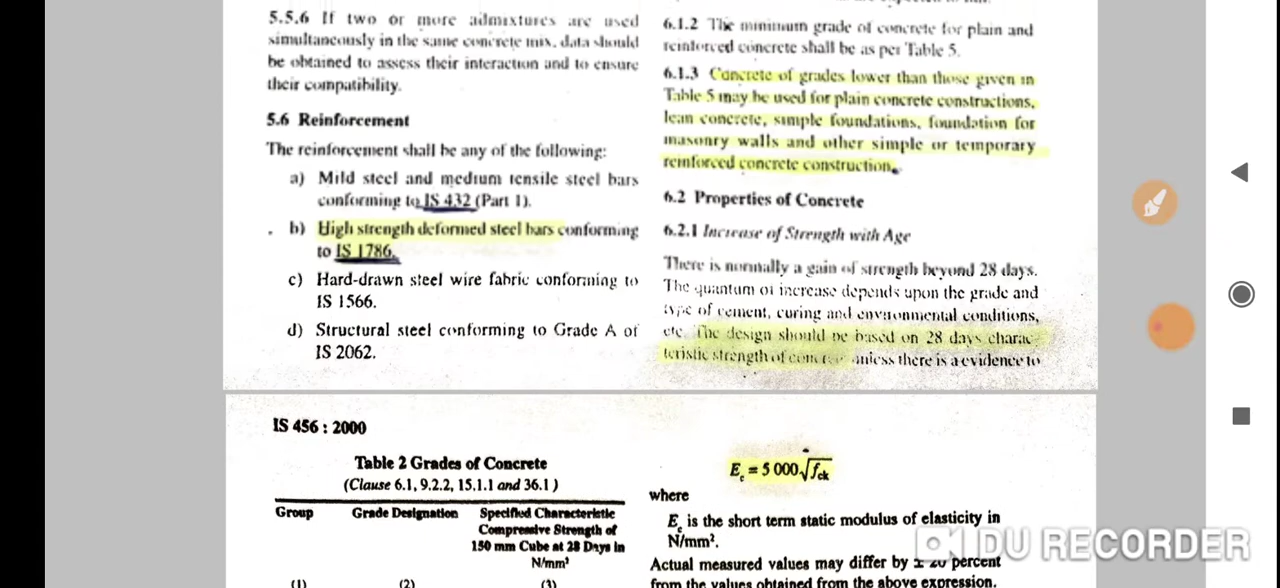 5.5.6 If two or more admixtures are used
simultaneously in the same concrete mix, data should
be obtained to assess their interaction and to ensure
their compatibility.
5.6 Reinforcement
The reinforcement shall be any of the following:
a) Mild steel and medium tensile steel bars
conforming to IS 432 (Part 1).
b) High strength deformed steel bars conforming
to IS 1786.
c) Hard-drawn steel wire fabric conforming to
IS 1566.
d) Structural steel conforming to Grade A of
IS 2062.
6.1.2 The minimum grade of concrete for plain and
reinforced concrete shall be as per Table 5.
6.1.3 Concrete of grades lower than those given in
Table 5 may be used for plain concrete constructions,
lean concrete, simple foundations, foundation for
masonry walls and other simple or temporary
reinforced concrete construction.
6.2 Properties of Concrete
6.2.1 Increase of Strength with Age
There is normally a gain of strength beyond 28 days.
The quantum of increase depends upon the grade and
type of cement, curing and environmental conditions,
etc. The design should be based on 28 days charac-
teristic strength of concrete unless there is a evidence to
IS 456 : 2000
Table 2 Grades of Concrete
(Clause 6.1, 9.2.2, 15.1.1 and 36.1 )
Group Grade Designation Specified Characteristic
Compressive Strength of
150 mm Cube at 28 Days in
N/mm²
(1) (2) (3)
E_c = 5 000√f_ck
where
E_c is the short term static modulus of elasticity in
N/mm².
Actual measured values may differ by ± 20 percent
from the values obtained from the above expression.
DU RECORDER